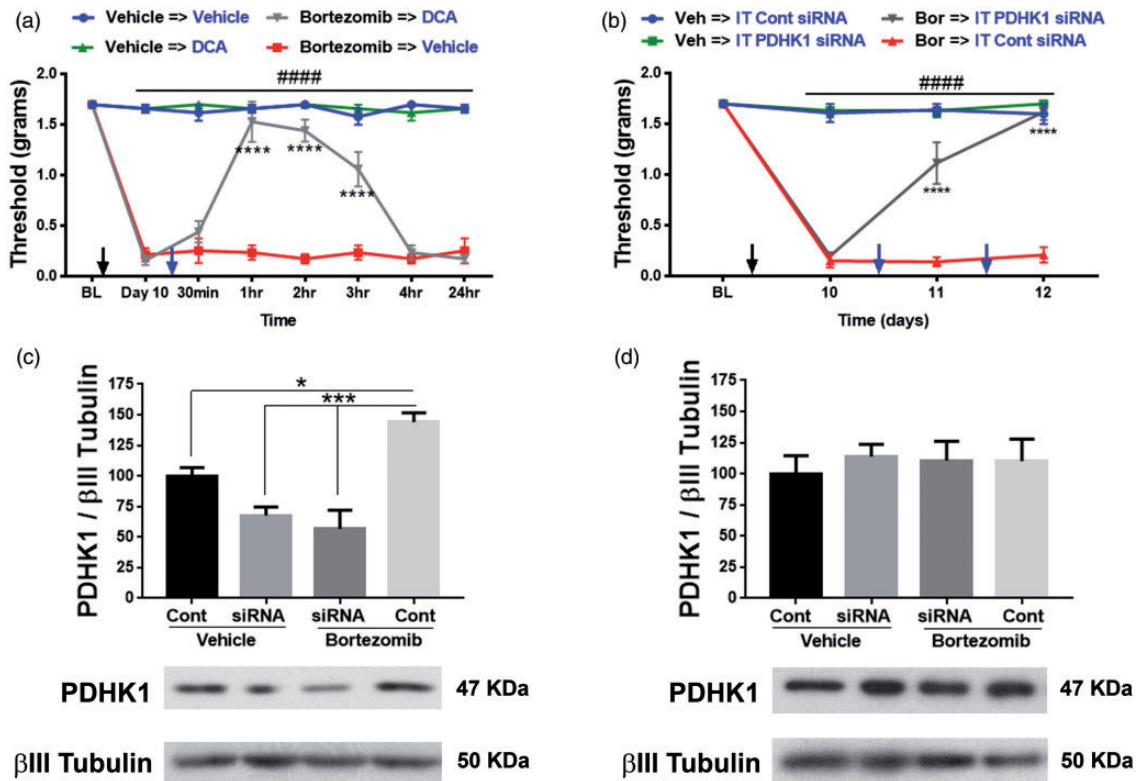 (a)
Vehicle => Vehicle
Bortezomib => DCA
Vehicle => DCA
Bortezomib => Vehicle
####
****
****
****
Threshold (grams)
2.0
1.5
1.0
0.5
0.0
BL
Day 10
30min
1hr
2hr
3hr
4hr
24hr
Time
(b)
Veh => IT Cont siRNA
Bor => IT PDHK1 siRNA
Veh => IT PDHK1 siRNA
Bor => IT Cont siRNA
####
****
****
Threshold (grams)
2.0
1.5
1.0
0.5
0.0
BL
10
11
12
Time (days)
(c)
PDHK1 / βIII Tubulin
175
150
125
100
75
50
25
0
*
***
Cont
siRNA
siRNA
Cont
Vehicle
Bortezomib
PDHK1
47 KDa
βIII Tubulin
50 KDa
(d)
PDHK1 / βIII Tubulin
175
150
125
100
75
50
25
0
Cont
siRNA
siRNA
Cont
Vehicle
Bortezomib
PDHK1
47 KDa
βIII Tubulin
50 KDa